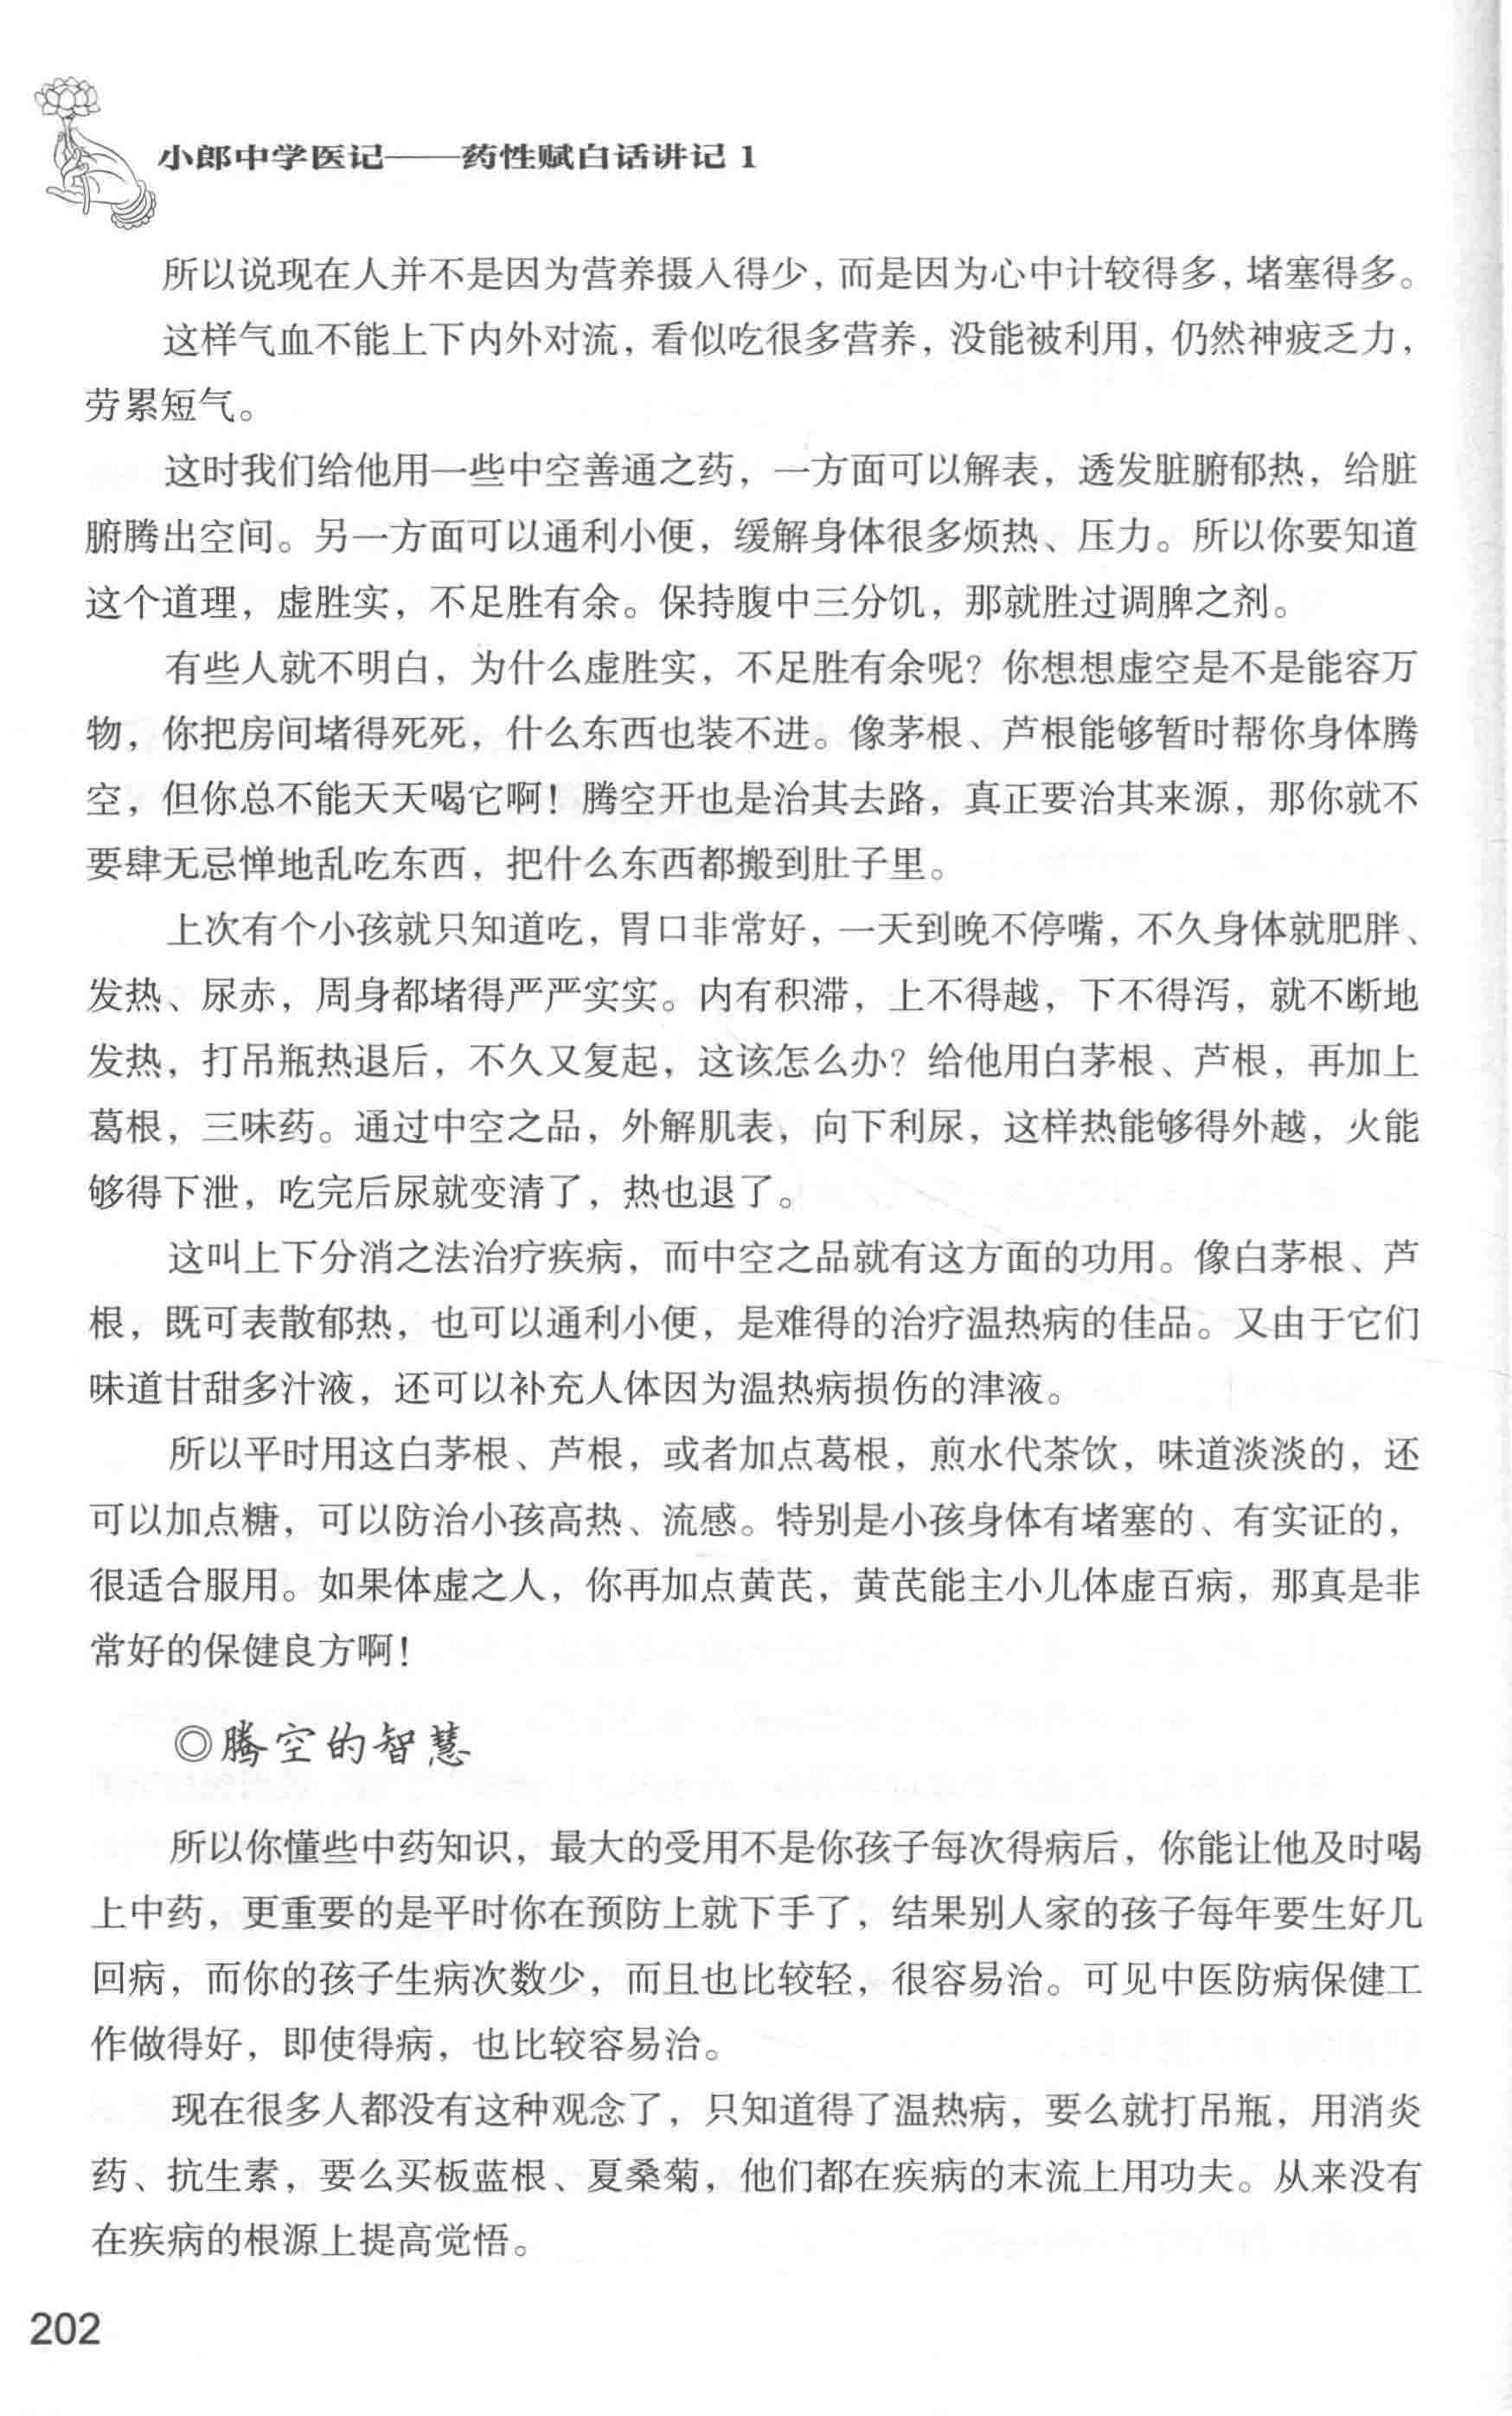 小郎中学医记——药性赋白话讲记 1
所以说现在人并不是因为营养摄入得少，而是因为心中计较得多，堵塞得多。
这样气血不能上下内外对流，看似吃很多营养，没能被利用，仍然神疲乏力，
劳累短气。
这时我们给他用一些中空善通之药，一方面可以解表，透发脏腑郁热，给脏
腑腾出空间。另一方面可以通利小便，缓解身体很多烦热、压力。所以你要知道
这个道理，虚胜实，不足胜有余。保持腹中三分饥，那就胜过调脾之剂。
有些人就不明白，为什么虚胜实，不足胜有余呢？你想想虚空是不是能容万
物，你把房间堵得死死，什么东西也装不进。像茅根、芦根能够暂时帮你身体腾
空，但你总不能天天喝它啊！腾空开也是治其去路，真正要治其来源，那你就不
要肆无忌惮地乱吃东西，把什么东西都搬到肚子里。
上次有个小孩就只知道吃，胃口非常好，一天到晚不停嘴，不久身体就肥胖、
发热、尿赤，周身都堵得严严实实。内有积滞，上不得越，下不得泻，就不断地
发热，打吊瓶热退后，不久又复起，这该怎么办？给他用白茅根、芦根，再加上
葛根，三味药。通过中空之品，外解肌表，向下利尿，这样热能够得外越，火能
够得下泄，吃完后尿就变清了，热也退了。
这叫上下分消之法治疗疾病，而中空之品就有这方面的功用。像白茅根、芦
根，既可表散郁热，也可以通利小便，是难得的治疗温热病的佳品。又由于它们
味道甘甜多汁液，还可以补充人体因为温热病损伤的津液。
所以平时用这白茅根、芦根，或者加点葛根，煎水代茶饮，味道淡淡的，还
可以加点糖，可以防治小孩高热、流感。特别是小孩身体有堵塞的、有实证的，
很适合服用。如果体虚之人，你再加点黄芪，黄芪能主小儿体虚百病，那真是非
常好的保健良方啊！
◎腾空的智慧
所以你懂些中药知识，最大的受用不是你孩子每次得病后，你能让他及时喝
上中药，更重要的是平时你在预防上就下手了，结果别人家的孩子每年要生好几
回病，而你的孩子生病次数少，而且也比较轻，很容易治。可见中医防病保健工
作做得好，即使得病，也比较容易治。
现在很多人都没有这种观念了，只知道得了温热病，要么就打吊瓶，用消炎
药、抗生素，要么买板蓝根、夏桑菊，他们都在疾病的末流上用功夫。从来没有
在疾病的根源上提高觉悟。
202